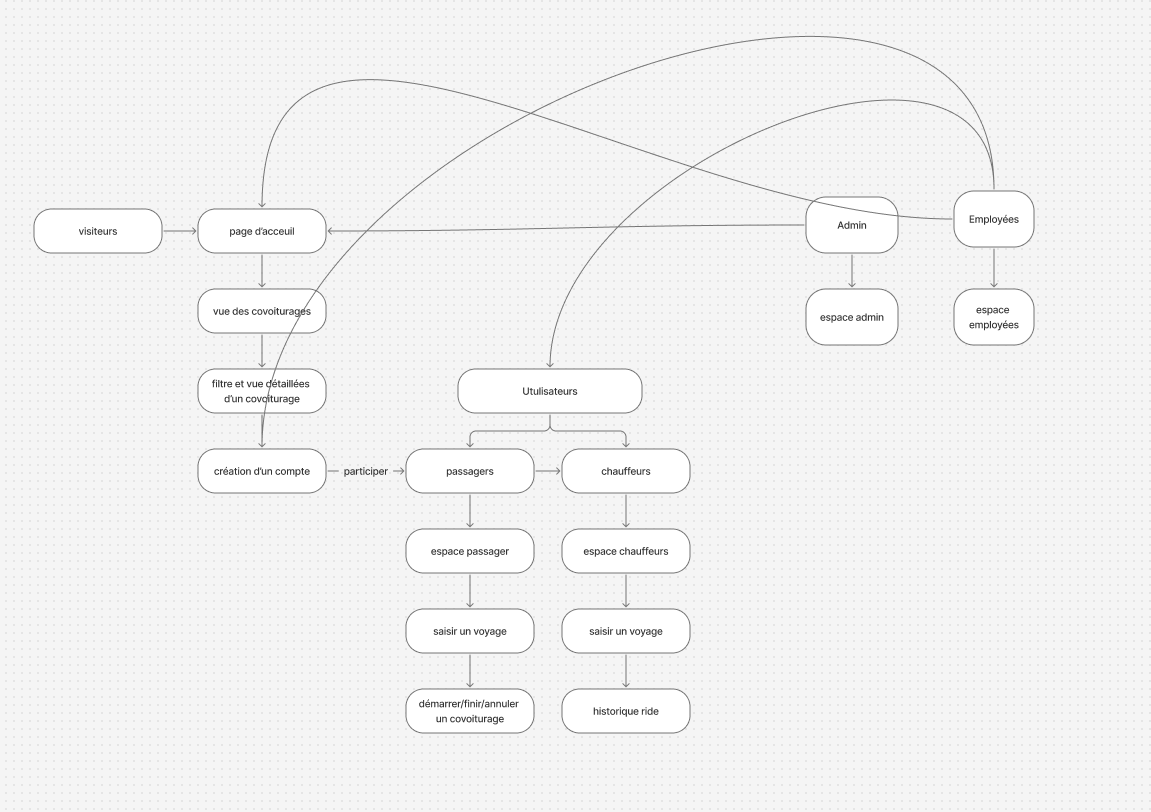 visiteurs
page d'acceuil
Admin
Employées
vue des covoiturages
espace admin
espace
employées
filtre et vue détaillées
d'un covoiturage
Utulisateurs
création d'un compte
participer
passagers
chauffeurs
espace passager
espace chauffeurs
saisir un voyage
saisir un voyage
démarrer/finir/annuler
un covoiturage
historique ride